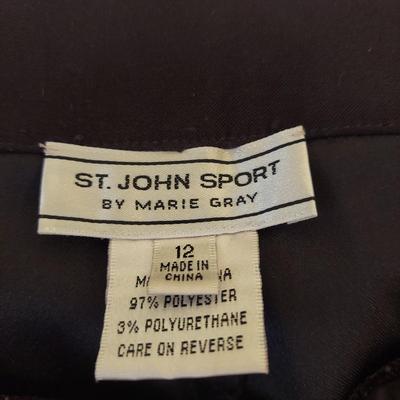 ST. JOHN SPORT
BY MARIE GRAY
12
MADE IN
CHINA
97% POLYESTER
3% POLYURETHANE
CARE ON REVERSE